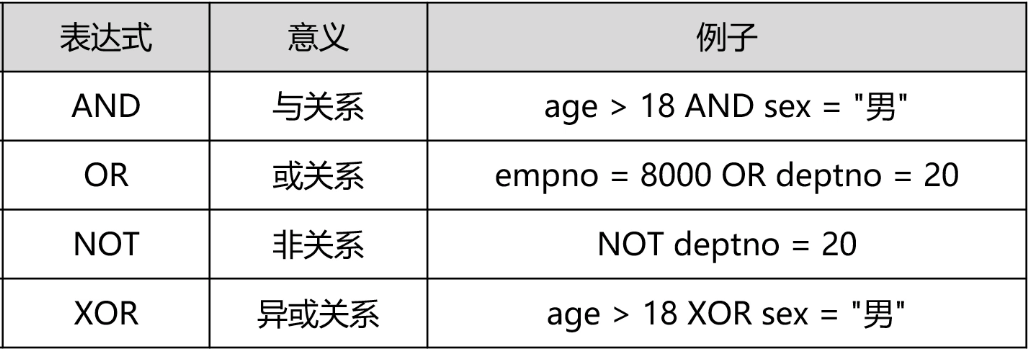 表达式 意义 例子
AND 与关系 age > 18 AND sex = "男"
OR 或关系 empno = 8000 OR deptno = 20
NOT 非关系 NOT deptno = 20
XOR 异或关系 age > 18 XOR sex = "男"